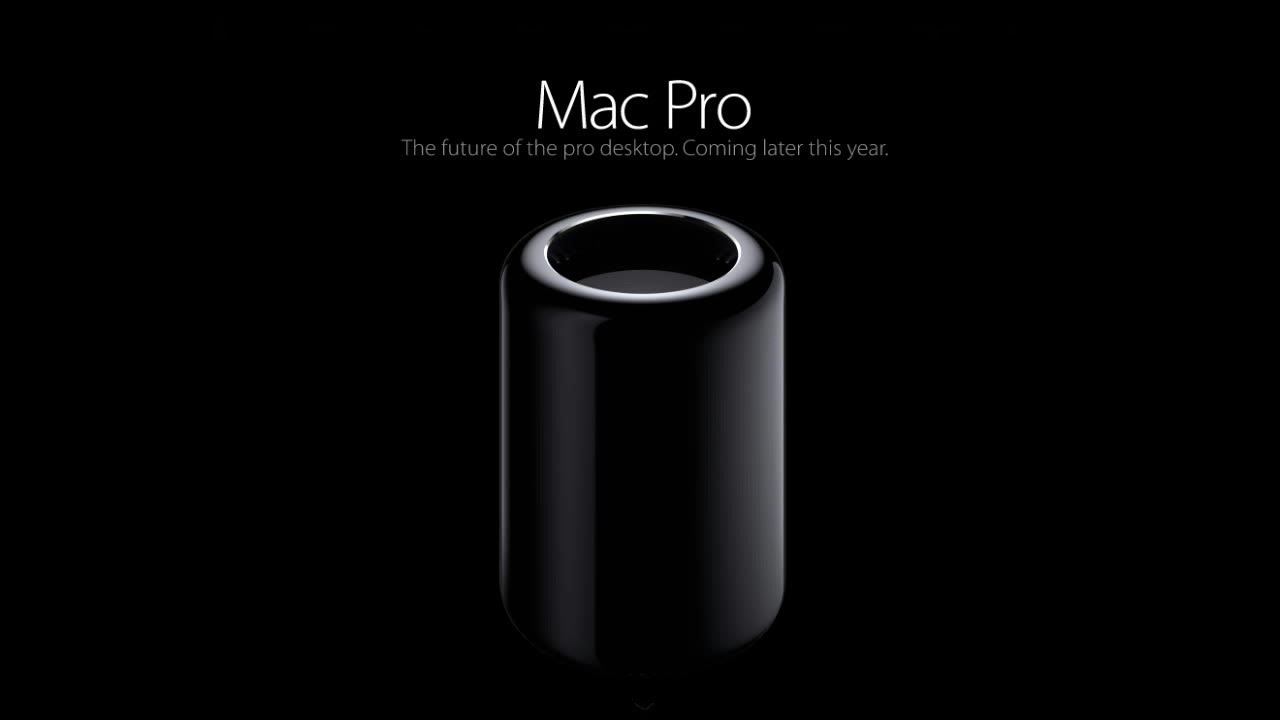 Mac Pro
The future of the pro desktop. Coming later this year.